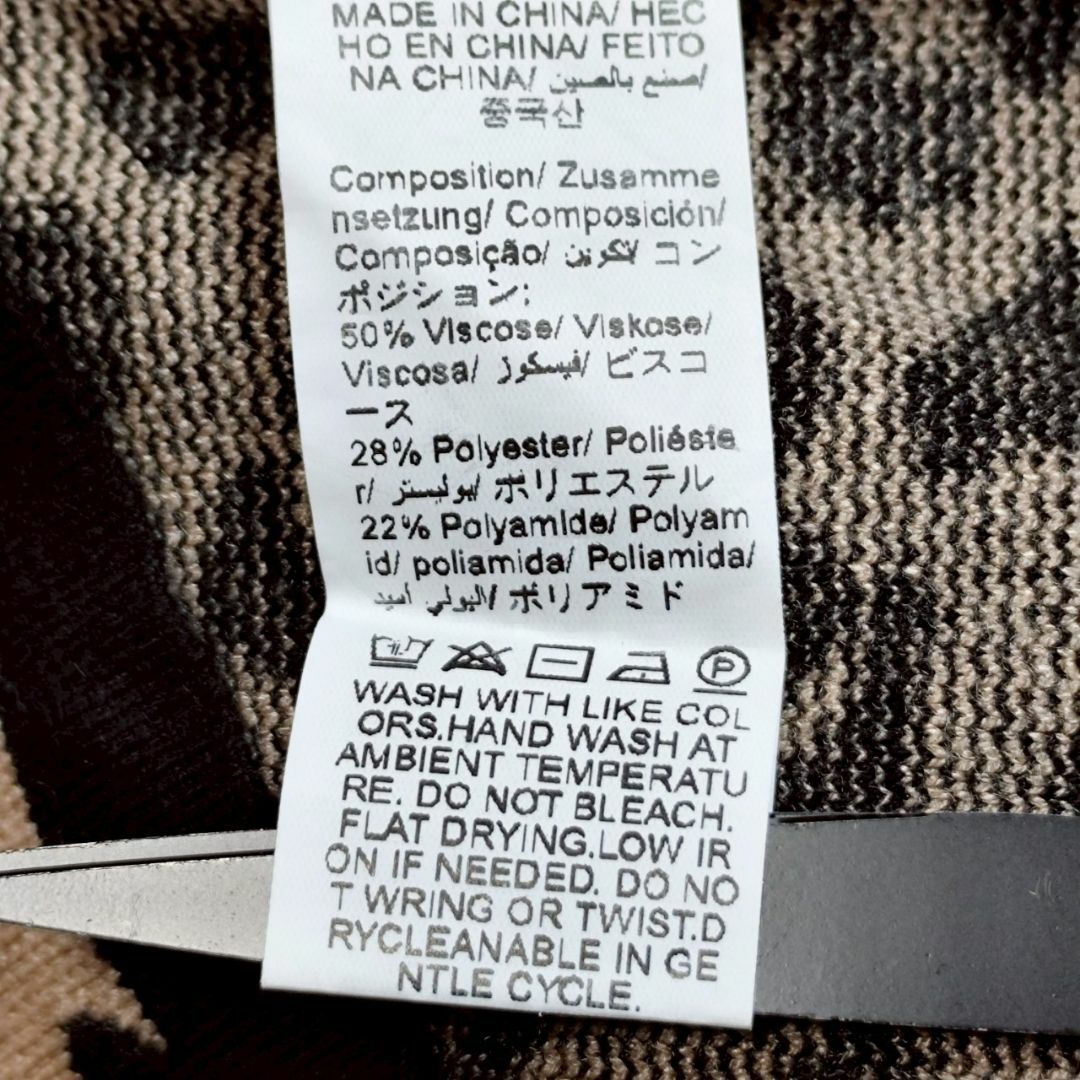 MADE IN CHINA/ HEC
HO EN CHINA/ FEITO
NA CHINA/ صنع بالصين/
중국산
Composition/ Zusamme
nsetzung/ Composición/
Composição/ تكوين/ コン
ポジション:
50% Viscose/ Viskose/
Viscosa/ فيسكوز/ ビスコ
ース
28% Polyester/ Poliéste
r/ بوليستر/ ポリエステル
22% Polyamide/ Polyam
id/ poliamida/ Poliamida/
البولي أميد/ ポリアミド
P
WASH WITH LIKE COL
ORS.HAND WASH AT
AMBIENT TEMPERATU
RE. DO NOT BLEACH.
FLAT DRYING.LOW IR
ON IF NEEDED. DO NO
T WRING OR TWIST.D
RYCLEANABLE IN GE
NTLE CYCLE.